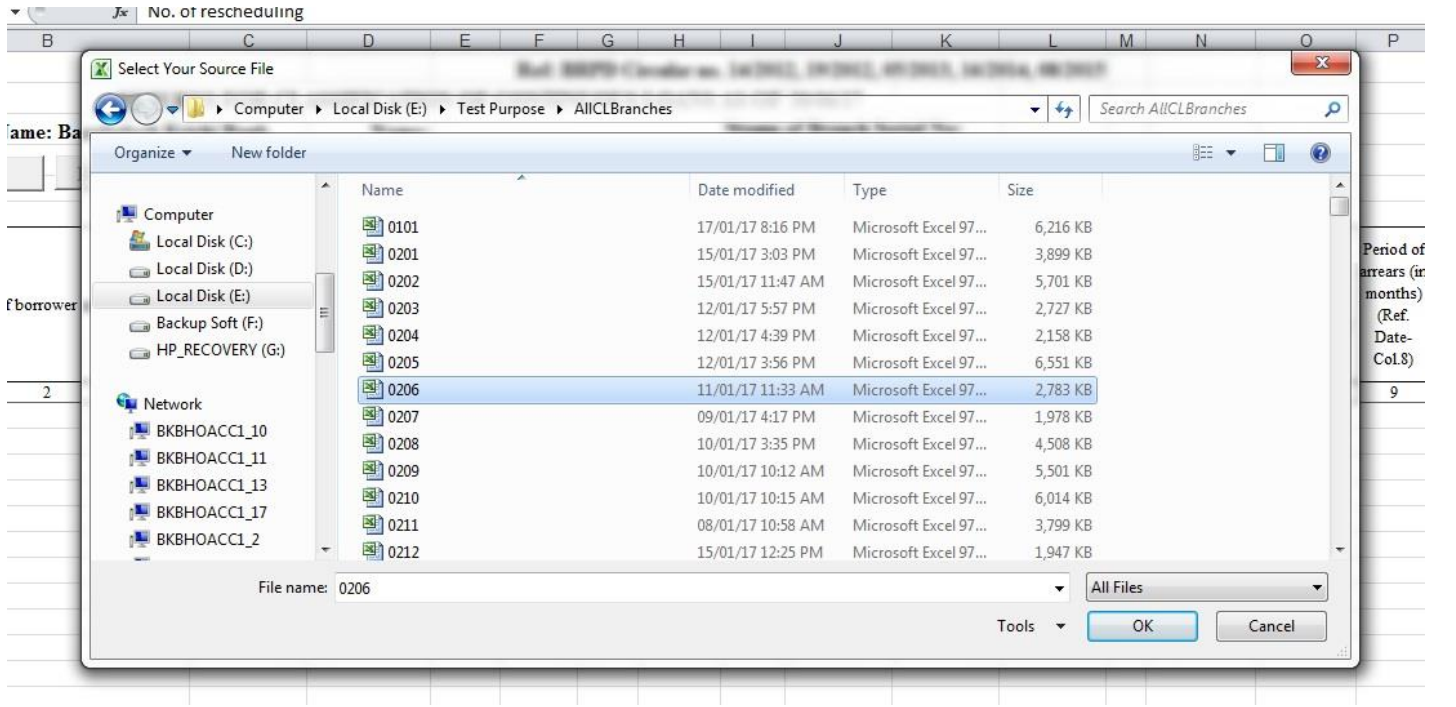 fx No. of rescheduling
B C D E F G H I J K L M N O P
Select Your Source File
Computer Local Disk (E:) Test Purpose AllCLBranches Search AllCLBranches
Name: Ba
Organize New folder
Name Date modified Type Size
Computer
Local Disk (C:)
Local Disk (D:)
Local Disk (E:)
Backup Soft (F:)
HP_RECOVERY (G:)
Network
BKBHOACC1_10
BKBHOACC1_11
BKBHOACC1_13
BKBHOACC1_17
BKBHOACC1_2
0101 17/01/17 8:16 PM Microsoft Excel 97... 6,216 KB
0201 15/01/17 3:03 PM Microsoft Excel 97... 3,899 KB
0202 15/01/17 11:47 AM Microsoft Excel 97... 5,701 KB
0203 12/01/17 5:57 PM Microsoft Excel 97... 2,727 KB
0204 12/01/17 4:39 PM Microsoft Excel 97... 2,158 KB
0205 12/01/17 3:56 PM Microsoft Excel 97... 6,551 KB
0206 11/01/17 11:33 AM Microsoft Excel 97... 2,783 KB
0207 09/01/17 4:17 PM Microsoft Excel 97... 1,978 KB
0208 10/01/17 3:35 PM Microsoft Excel 97... 4,508 KB
0209 10/01/17 10:12 AM Microsoft Excel 97... 5,501 KB
0210 10/01/17 10:15 AM Microsoft Excel 97... 6,014 KB
0211 08/01/17 10:58 AM Microsoft Excel 97... 3,799 KB
0212 15/01/17 12:25 PM Microsoft Excel 97... 1,947 KB
f borrower
2
Period of
arrears (in
months)
(Ref.
Date-
Col.8)
9
File name: 0206 All Files
Tools OK Cancel